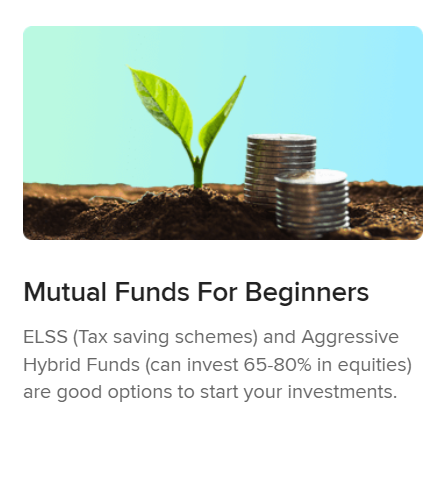 Mutual Funds For Beginners
ELSS (Tax saving schemes) and Aggressive
Hybrid Funds (can invest 65-80% in equities)
are good options to start your investments.